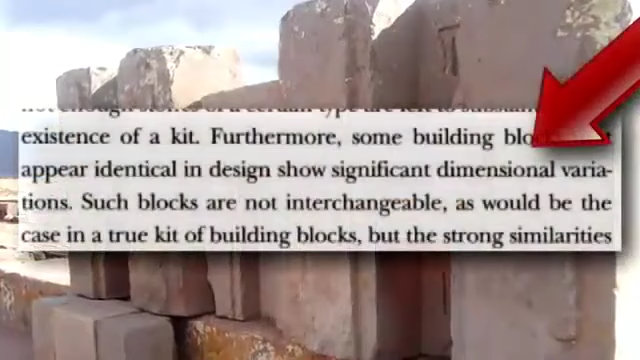 existence of a kit. Furthermore, some building
appear identical in design show significant dimensional varia-
tions. Such blocks are not interchangeable, as would be the
case in a true kit of building blocks, but the strong similarities